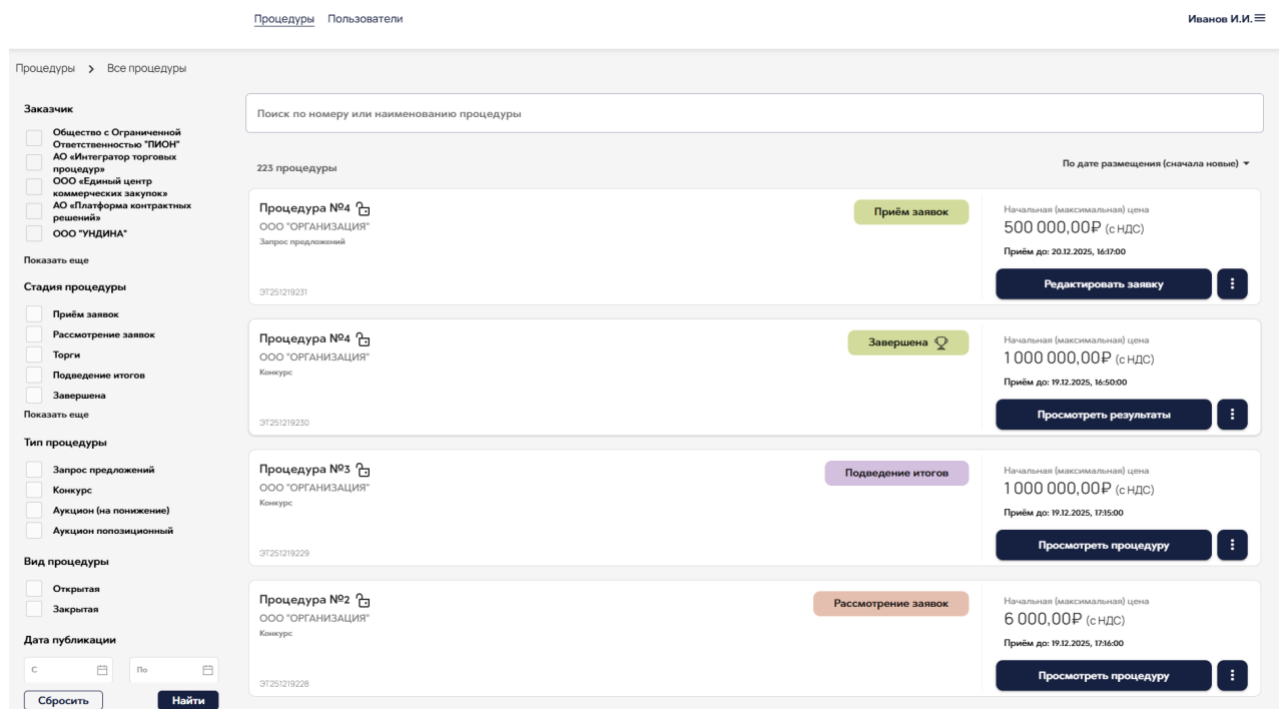 Процедуры Пользователи
Иванов И.И.
Процедуры > Все процедуры
Заказчик
Общество с Ограниченной
Ответственностью "ПИОН"
АО «Интегратор торговых
процедур»
ООО «Единый центр
коммерческих закупок»
АО «Платформа контрактных
решений»
ООО "УНДИНА"
Показать еще
Стадия процедуры
Приём заявок
Рассмотрение заявок
Торги
Подведение итогов
Завершена
Показать еще
Тип процедуры
Запрос предложений
Конкурс
Аукцион (на понижение)
Аукцион попозиционный
Вид процедуры
Открытая
Закрытая
Дата публикации
С
По
Сбросить
Найти
Поиск по номеру или наименованию процедуры
223 процедуры
По дате размещения (сначала новые)
Процедура №4
ООО "ОРГАНИЗАЦИЯ"
Запрос предложений
ЭТ251219231
Приём заявок
Начальная (максимальная) цена
500 000,00₽ (с НДС)
Приём до: 20.12.2025, 16:17:00
Редактировать заявку
Процедура №4
ООО "ОРГАНИЗАЦИЯ"
Конкурс
ЭТ251219230
Завершена
Начальная (максимальная) цена
1 000 000,00₽ (с НДС)
Приём до: 19.12.2025, 16:50:00
Просмотреть результаты
Процедура №3
ООО "ОРГАНИЗАЦИЯ"
Конкурс
ЭТ251219229
Подведение итогов
Начальная (максимальная) цена
1 000 000,00₽ (с НДС)
Приём до: 19.12.2025, 17:15:00
Просмотреть процедуру
Процедура №2
ООО "ОРГАНИЗАЦИЯ"
Конкурс
ЭТ251219228
Рассмотрение заявок
Начальная (максимальная) цена
6 000,00₽ (с НДС)
Приём до: 19.12.2025, 17:16:00
Просмотреть процедуру